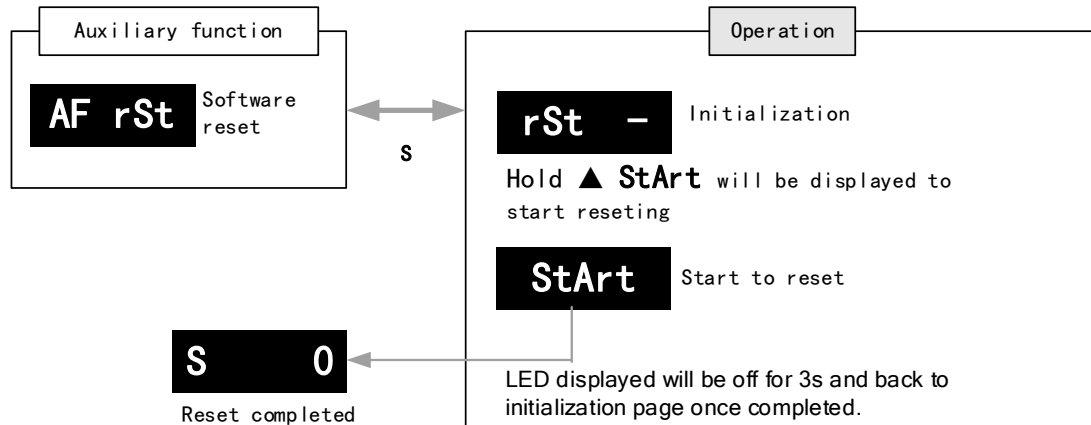 Auxiliary function
AF rSt
Software
reset
S
Operation
rSt –
Initialization
Hold ▲ StArt will be displayed to
start reseting
StArt
Start to reset
S 0
Reset completed
LED displayed will be off for 3s and back to
initialization page once completed.